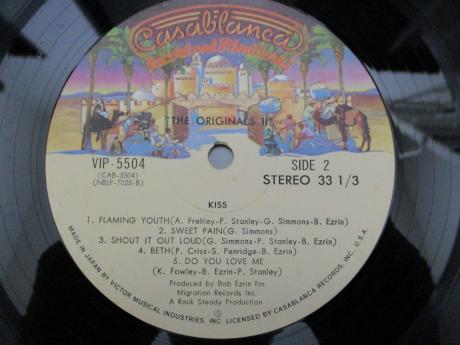 Casablanca
Record and FilmWorks
"THE ORIGINALS II"
VIP-5504
(CAB-5504)
(NBLP-7025-B)
SIDE 2
STEREO 33 1/3
KISS
1. FLAMING YOUTH(A. Frehley-P. Stanley-G. Simmons-B. Ezrin)
2. SWEET PAIN(G. Simmons)
3. SHOUT IT OUT LOUD(G. Simmons-P. Stanley-B. Ezrin)
4. BETH(P. Criss-S. Penridge-B. Ezrin)
5. DO YOU LOVE ME
(K. Fowley-B. Ezrin-P. Stanley)
Produced by Bob Ezrin for
Migration Records Inc.
A Rock Steady Production
MADE IN JAPAN BY VICTOR MUSICAL INDUSTRIES, INC. LICENSED BY CASABLANCA RECORDS, INC. U.S.A.